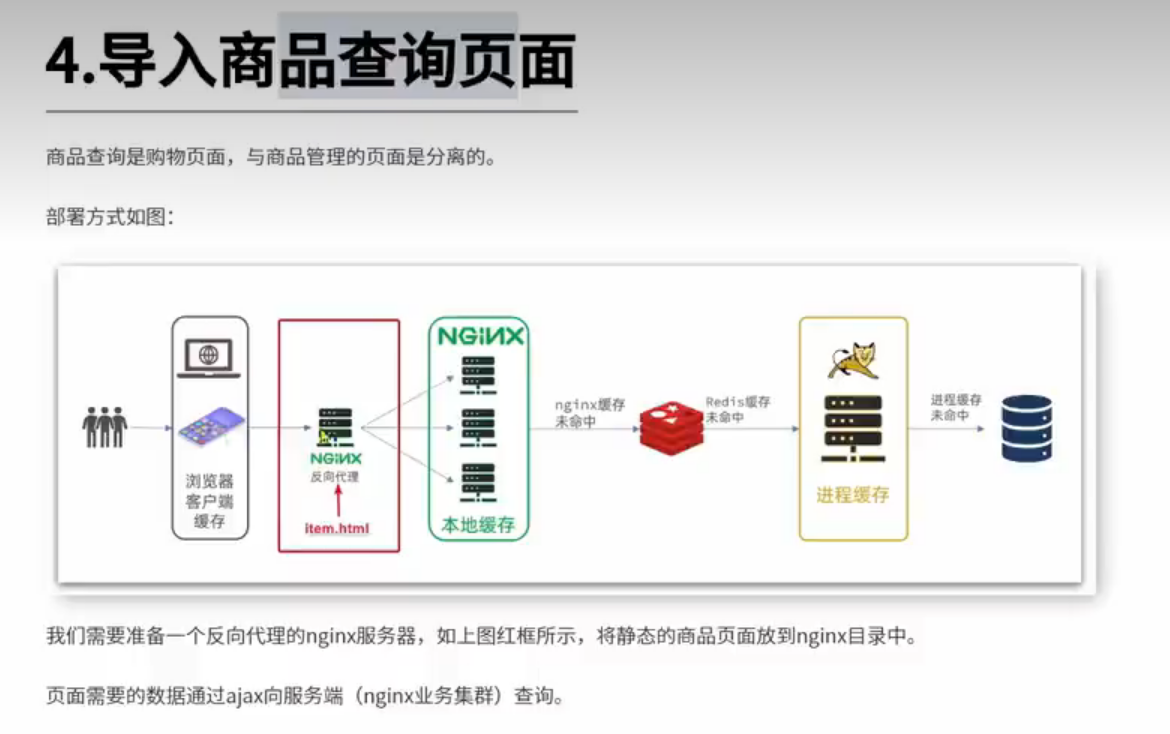 4.导入商品查询页面
商品查询是购物页面，与商品管理的页面是分离的。
部署方式如图：
浏览器
客户端
缓存
NGINX
反向代理
item.html
NGINX
本地缓存
nginx缓存
未命中
Redis缓存
未命中
进程缓存
进程缓存
未命中
我们需要准备一个反向代理的nginx服务器，如上图红框所示，将静态的商品页面放到nginx目录中。
页面需要的数据通过ajax向服务端（nginx业务集群）查询。